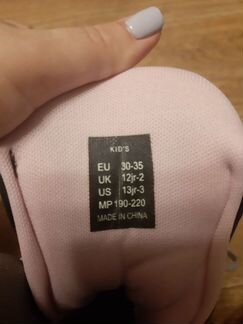 KID'S
EU 30-35
UK 12jr-2
US 13jr-3
MP 190-220
MADE IN CHINA